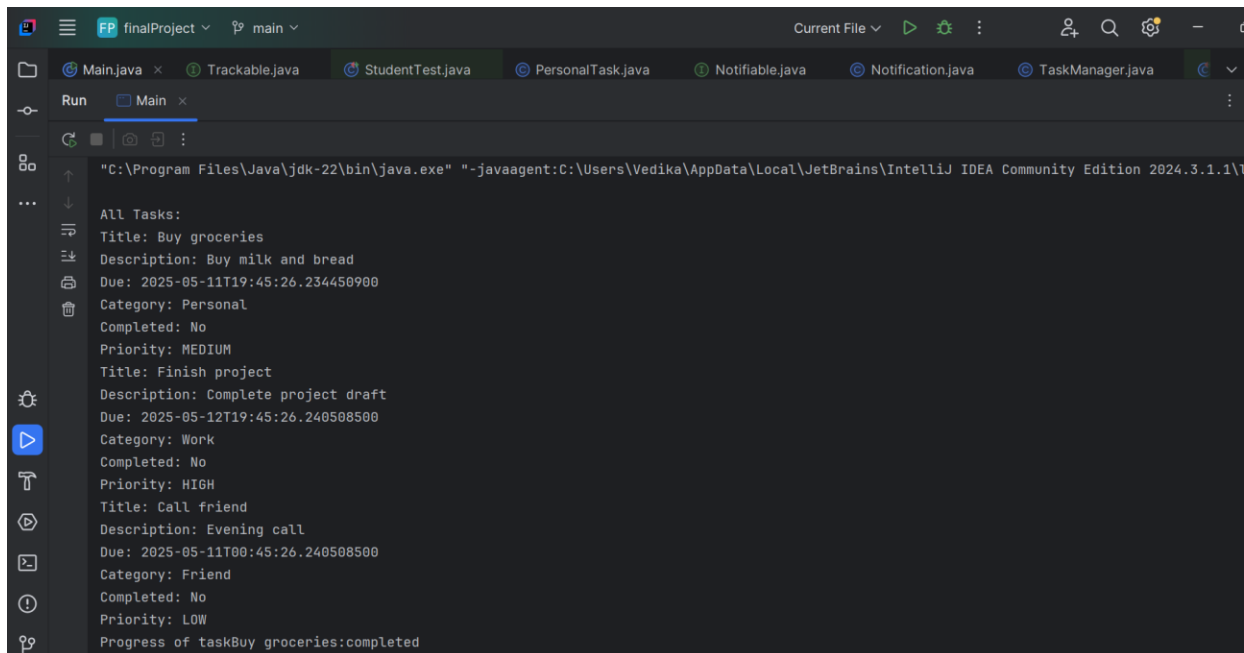 FP finalProject main Current File
Main.java Trackable.java StudentTest.java PersonalTask.java Notifiable.java Notification.java TaskManager.java
Run Main
"C:\Program Files\Java\jdk-22\bin\java.exe" "-javaagent:C:\Users\Vedika\AppData\Local\JetBrains\IntelliJ IDEA Community Edition 2024.3.1.1\
All Tasks:
Title: Buy groceries
Description: Buy milk and bread
Due: 2025-05-11T19:45:26.234450900
Category: Personal
Completed: No
Priority: MEDIUM
Title: Finish project
Description: Complete project draft
Due: 2025-05-12T19:45:26.240508500
Category: Work
Completed: No
Priority: HIGH
Title: Call friend
Description: Evening call
Due: 2025-05-11T00:45:26.240508500
Category: Friend
Completed: No
Priority: LOW
Progress of taskBuy groceries:completed